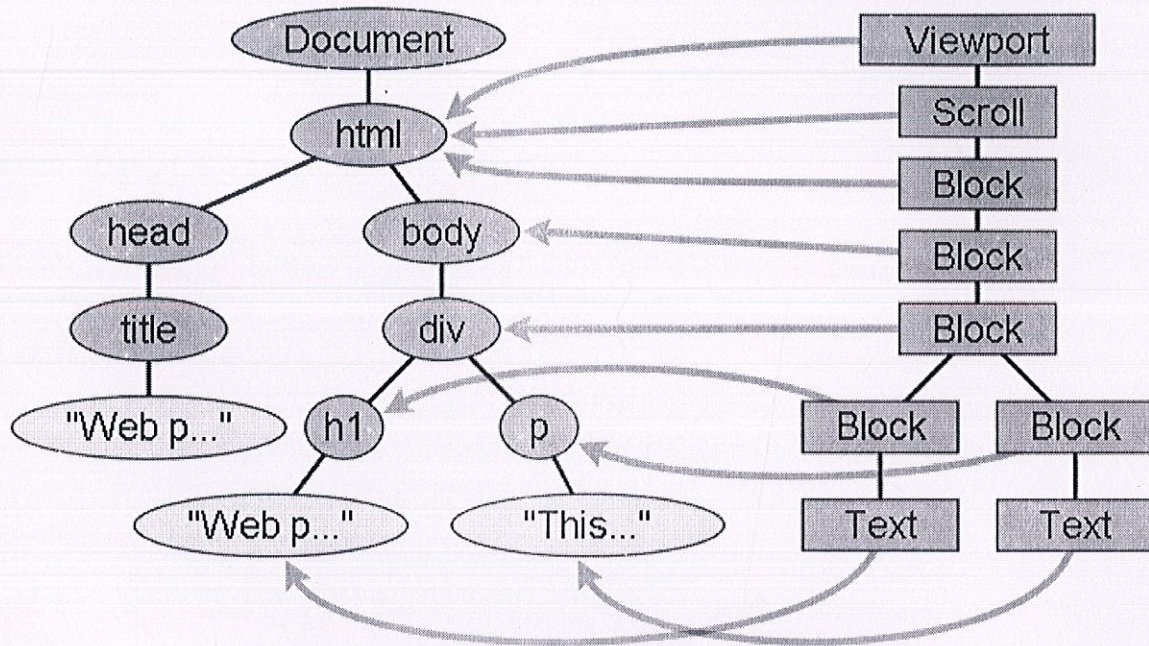 Document
Viewport
html
Scroll
Block
head
body
Block
title
div
Block
"Web p..."
h1
p
Block
Block
"Web p..."
"This..."
Text
Text